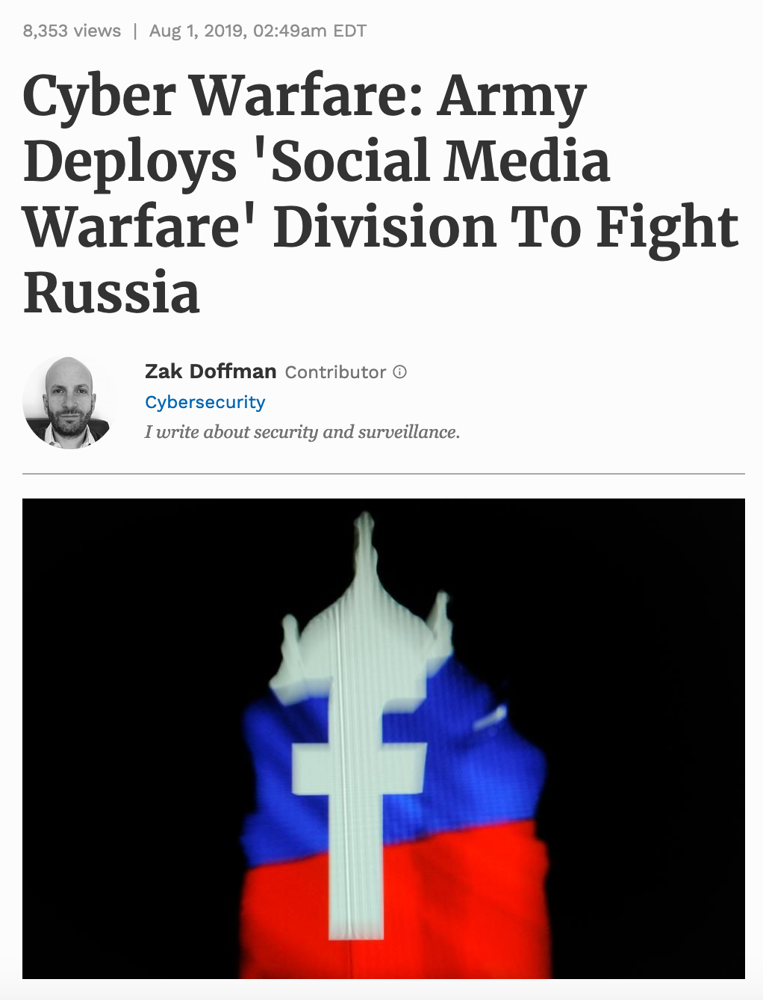 8,353 views | Aug 1, 2019, 02:49am EDT
Cyber Warfare: Army
Deploys 'Social Media
Warfare' Division To Fight
Russia
Zak Doffman Contributor ⓘ
Cybersecurity
I write about security and surveillance.
f